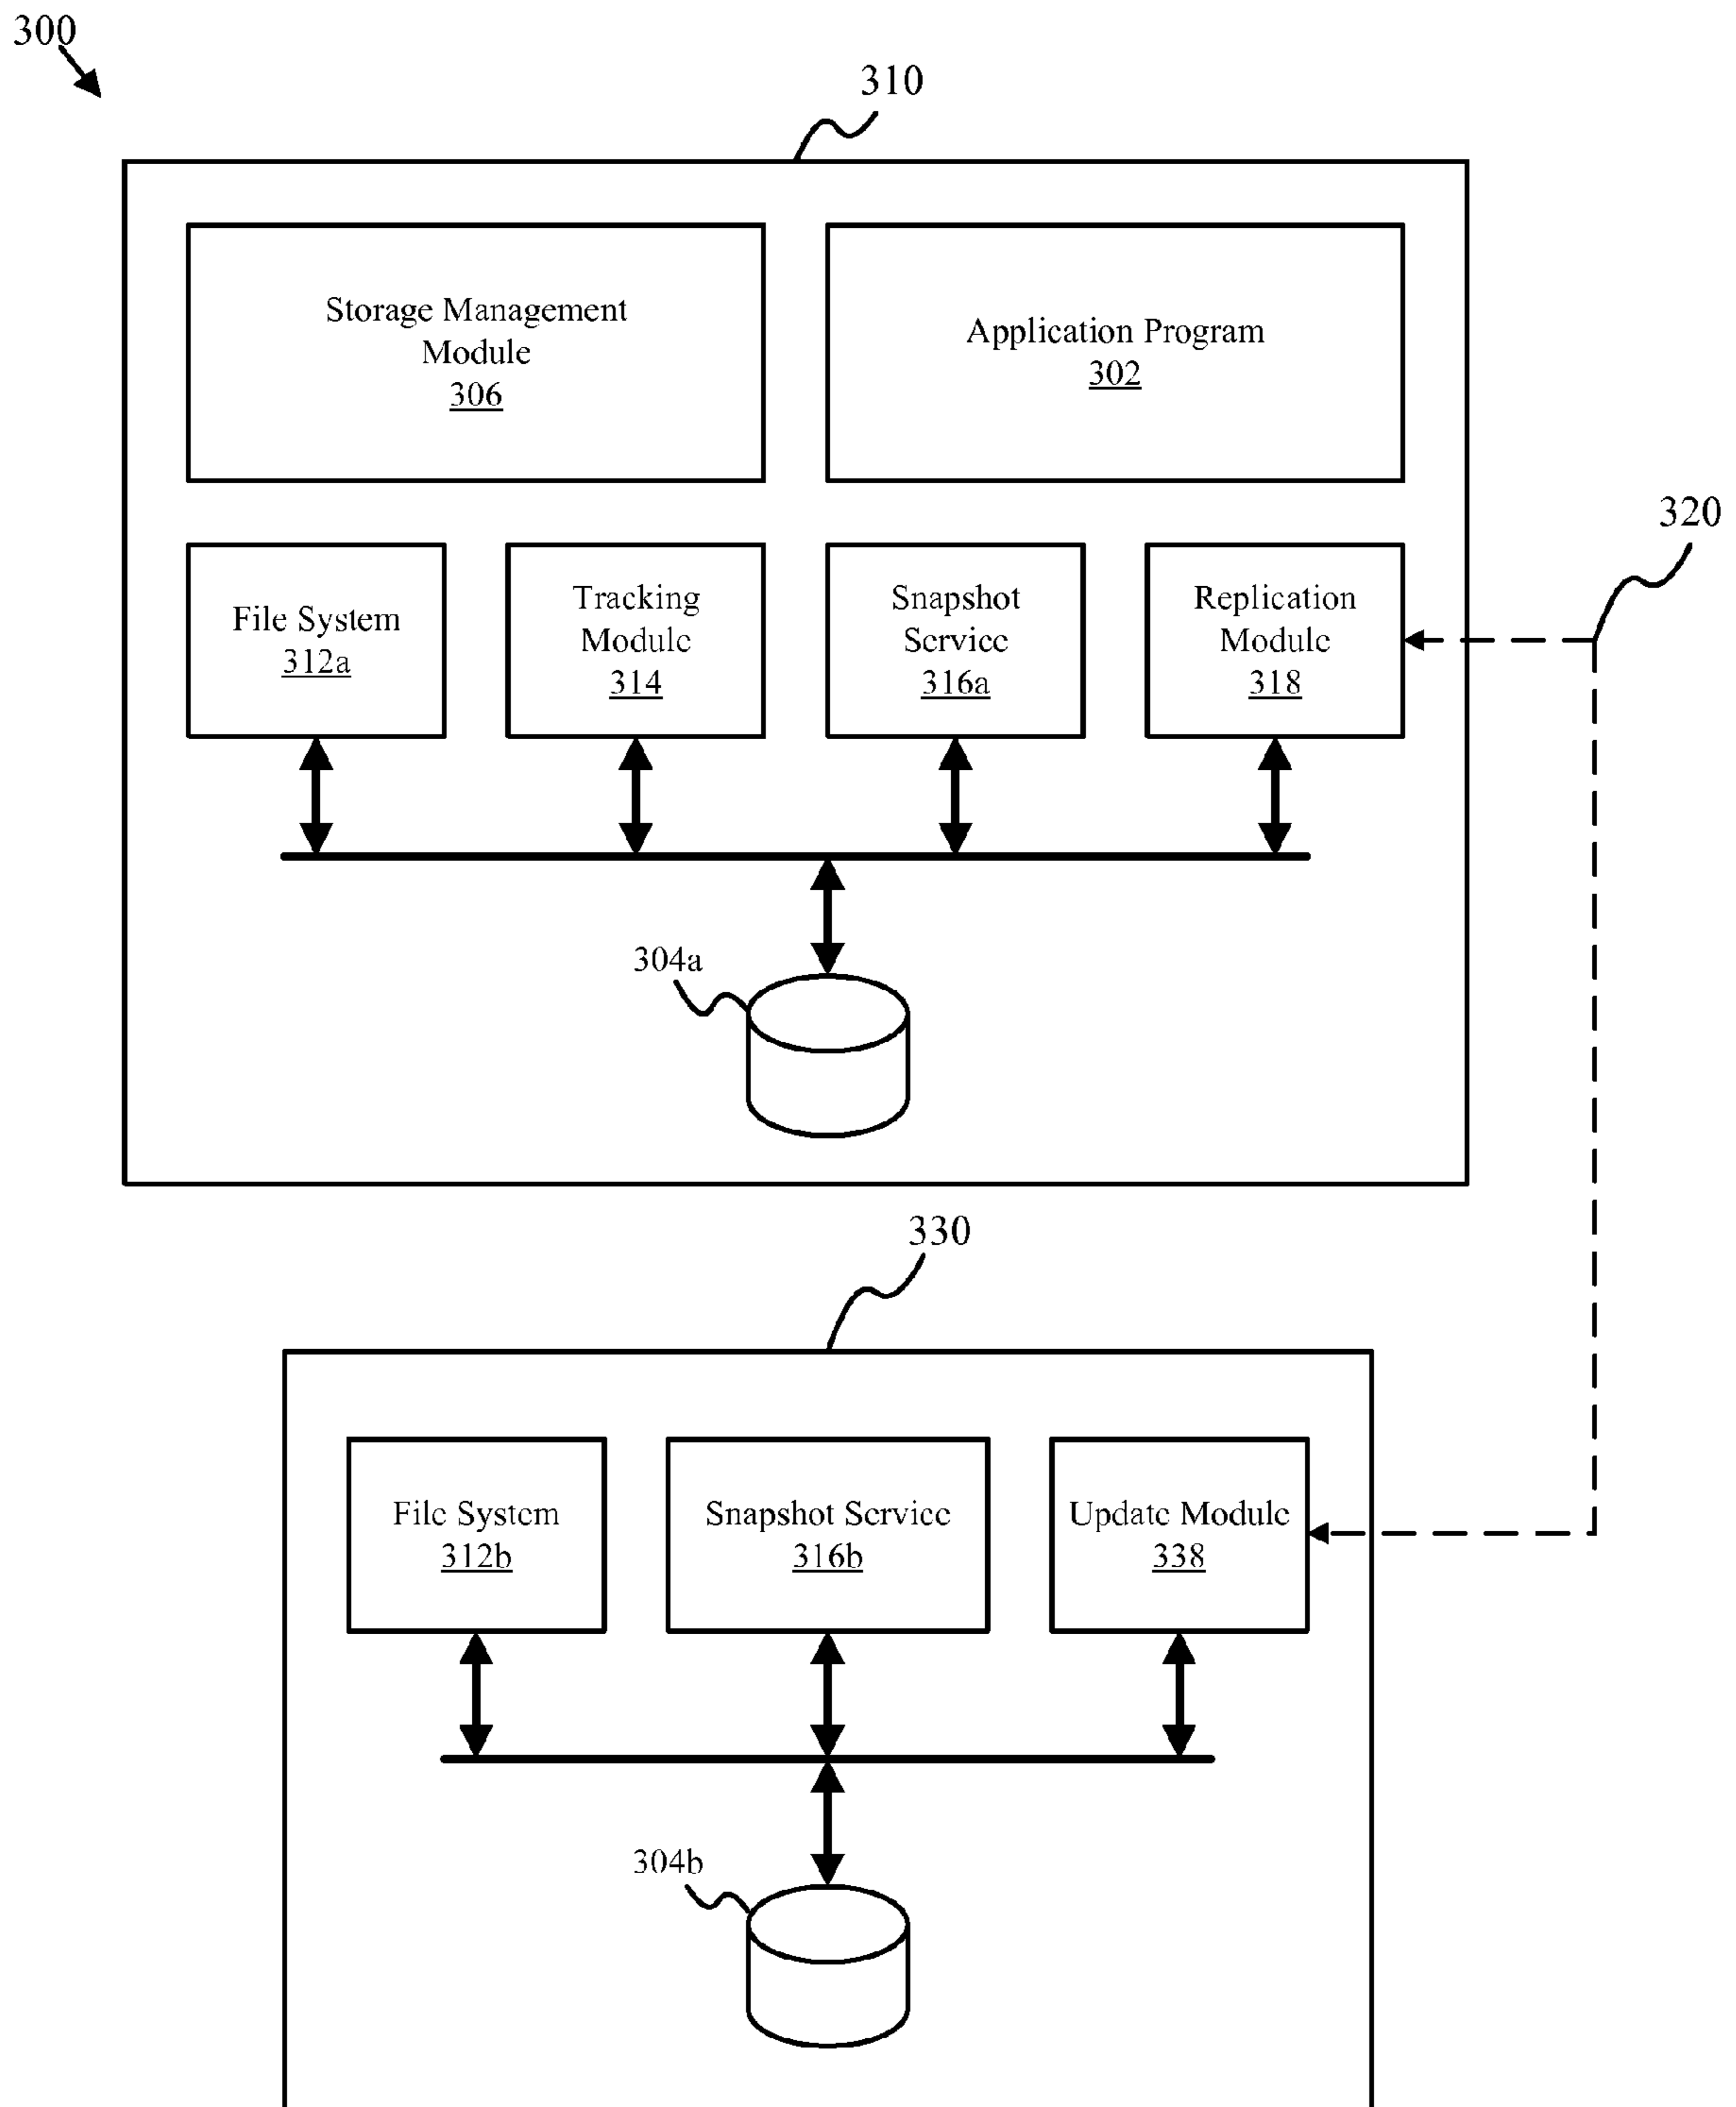 300
310
Storage Management
Module
306
Application Program
302
320
File System
312a
Tracking
Module
314
Snapshot
Service
316a
Replication
Module
318
304a
330
File System
312b
Snapshot Service
316b
Update Module
338
304b